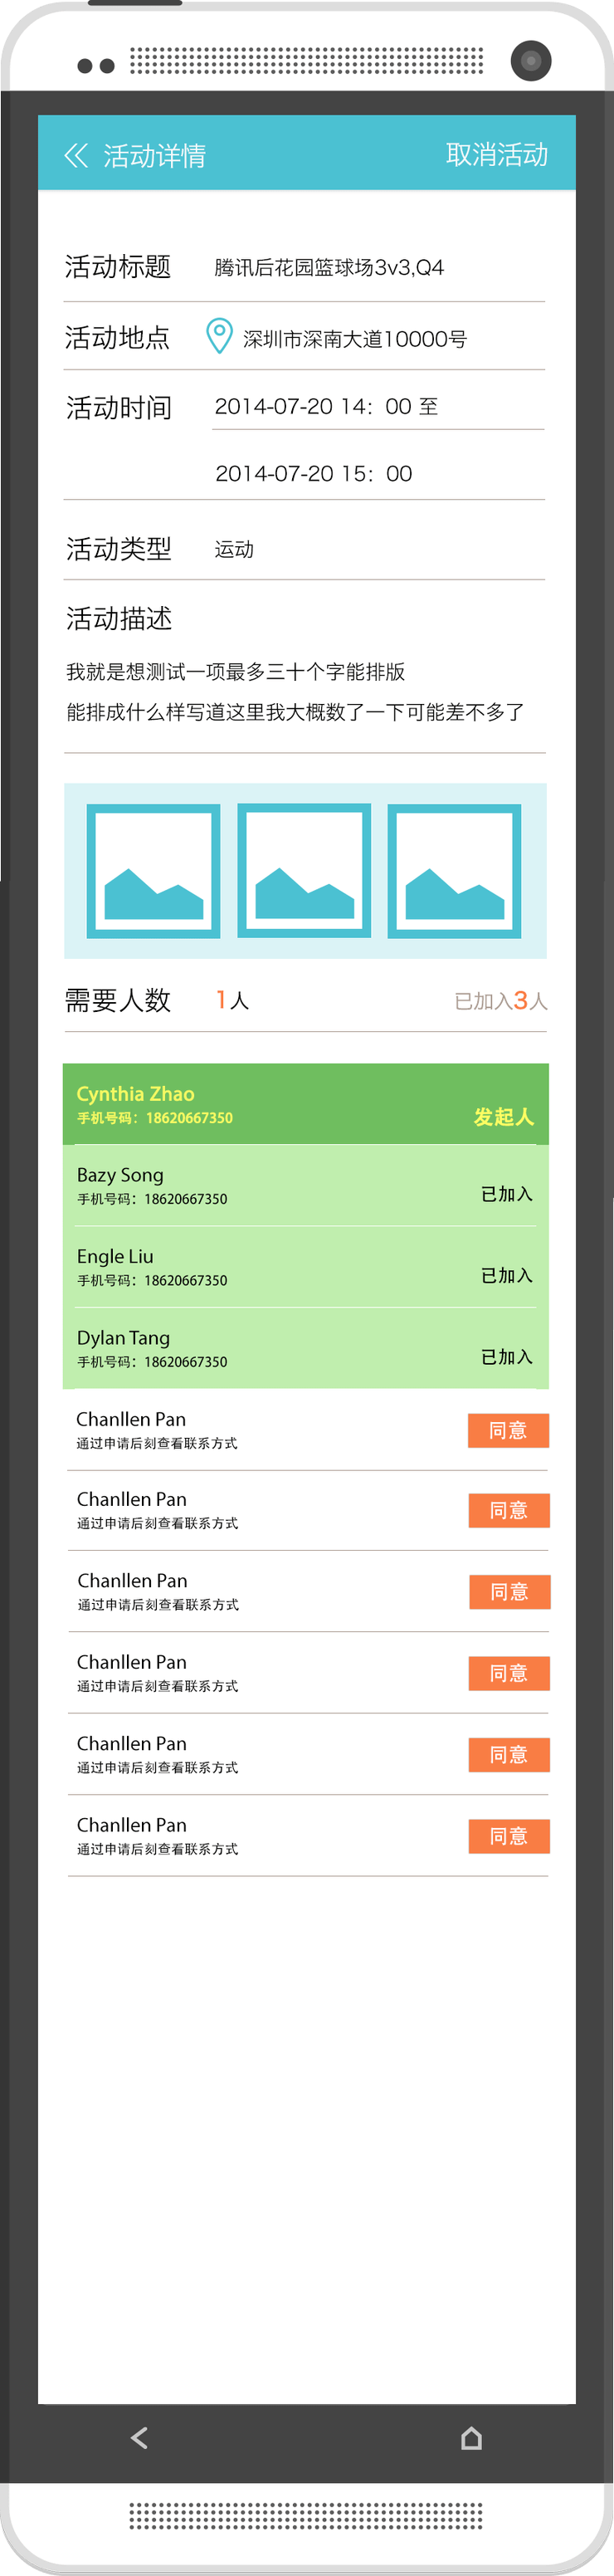 活动详情 取消活动
活动标题 腾讯后花园篮球场3v3,Q4
活动地点 深圳市深南大道10000号
活动时间 2014-07-20 14：00 至
2014-07-20 15：00
活动类型 运动
活动描述
我就是想测试一项最多三十个字能排版
能排成什么样写道这里我大概数了一下可能差不多了
需要人数 1人 已加入3人
Cynthia Zhao
手机号码：18620667350 发起人
Bazy Song
手机号码：18620667350 已加入
Engle Liu
手机号码：18620667350 已加入
Dylan Tang
手机号码：18620667350 已加入
Chanllen Pan
通过申请后刻查看联系方式 同意
Chanllen Pan
通过申请后刻查看联系方式 同意
Chanllen Pan
通过申请后刻查看联系方式 同意
Chanllen Pan
通过申请后刻查看联系方式 同意
Chanllen Pan
通过申请后刻查看联系方式 同意
Chanllen Pan
通过申请后刻查看联系方式 同意